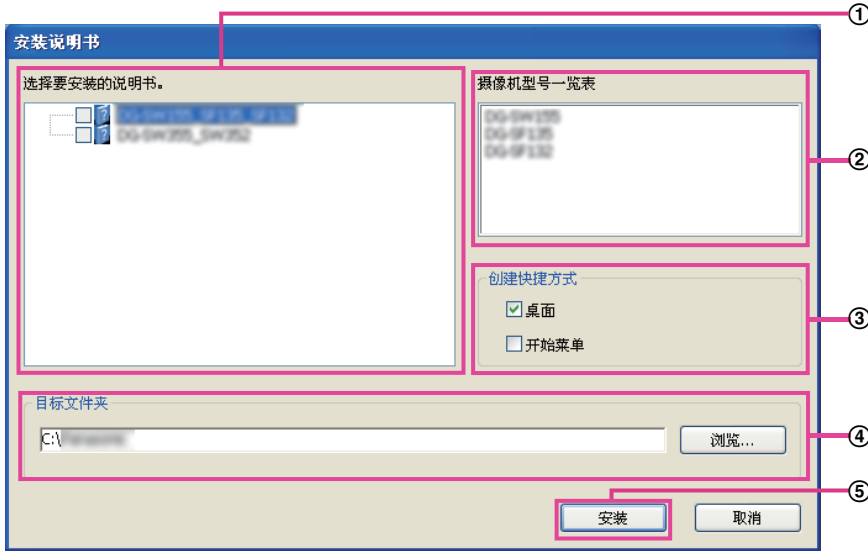 ①
安装说明书
选择要安装的说明书。
摄像机型号一览表
DG-SW155_SF135_SF132
DG-SW355_SW352
DG-SW155
DG-SF135
DG-SF132
②
创建快捷方式
桌面
开始菜单
③
目标文件夹
C:\
浏览...
④
⑤
安装
取消